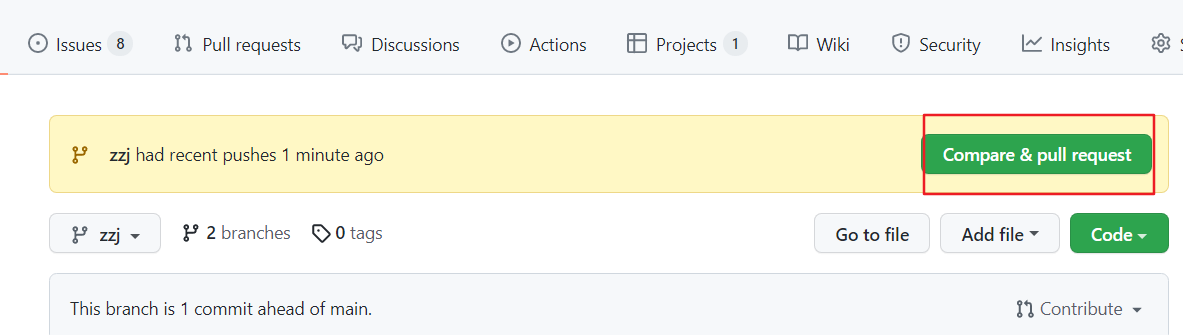 Issues 8 Pull requests Discussions Actions Projects 1 Wiki Security Insights
zzj had recent pushes 1 minute ago Compare & pull request
zzj 2 branches 0 tags Go to file Add file Code
This branch is 1 commit ahead of main. Contribute